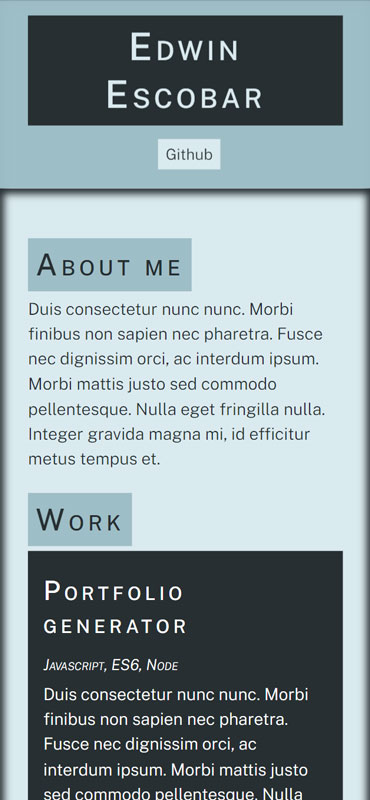 Edwin
Escobar
Github
About me
Duis consectetur nunc nunc. Morbi
finibus non sapien nec pharetra. Fusce
nec dignissim orci, ac interdum ipsum.
Morbi mattis justo sed commodo
pellentesque. Nulla eget fringilla nulla.
Integer gravida magna mi, id efficitur
metus tempus et.
Work
Portfolio
generator
Javascript, ES6, Node
Duis consectetur nunc nunc. Morbi
finibus non sapien nec pharetra.
Fusce nec dignissim orci, ac
interdum ipsum. Morbi mattis justo
sed commodo pellentesque. Nulla